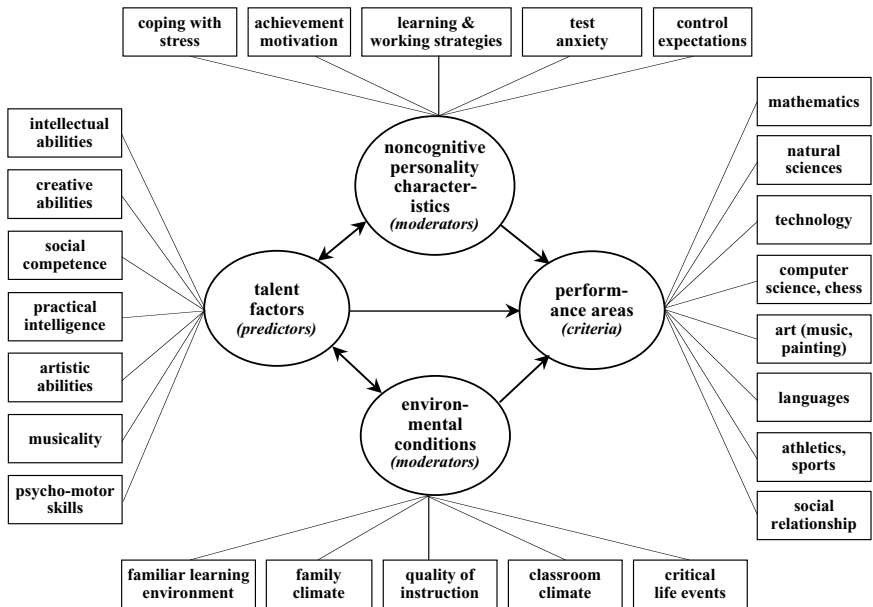 coping with
stress
achievement
motivation
learning &
working strategies
test
anxiety
control
expectations
intellectual
abilities
creative
abilities
social
competence
practical
intelligence
artistic
abilities
musicality
psycho-motor
skills
noncognitive
personality
character-
istics
(moderators)
talent
factors
(predictors)
perform-
ance areas
(criteria)
environ-
mental
conditions
(moderators)
mathematics
natural
sciences
technology
computer
science, chess
art (music,
painting)
languages
athletics,
sports
social
relationship
familiar learning
environment
family
climate
quality of
instruction
classroom
climate
critical
life events